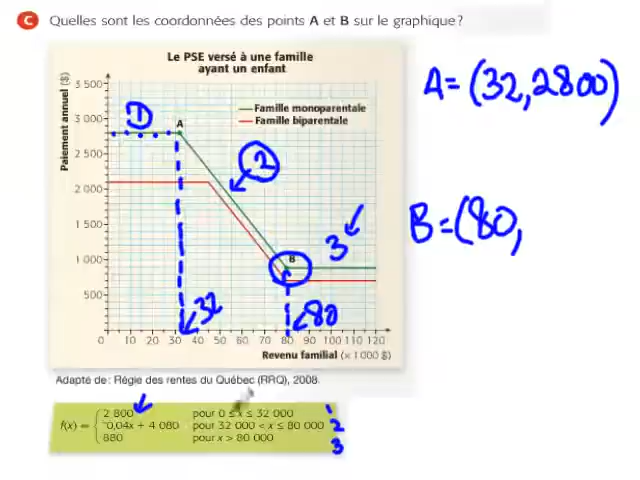 C Quelles sont les coordonnées des points A et B sur le graphique?
Le PSE versé à une famille
ayant un enfant
Paiement annuel ($)
3 500
3 000
2 500
2 000
1 500
1 000
500
0 10 20 30 40 50 60 70 80 90 100 110 120
Revenu familial (× 1 000 $)
Famille monoparentale
Famille biparentale
A
B
1
2
3
32
80
A=(32,2800)
B=(80,
Adapté de: Régie des rentes du Québec (RRQ), 2008.
f(x) =
2 800 pour 0 ≤ x ≤ 32 000 1
-0,04x + 4 080 pour 32 000 < x ≤ 80 000 2
880 pour x > 80 000 3